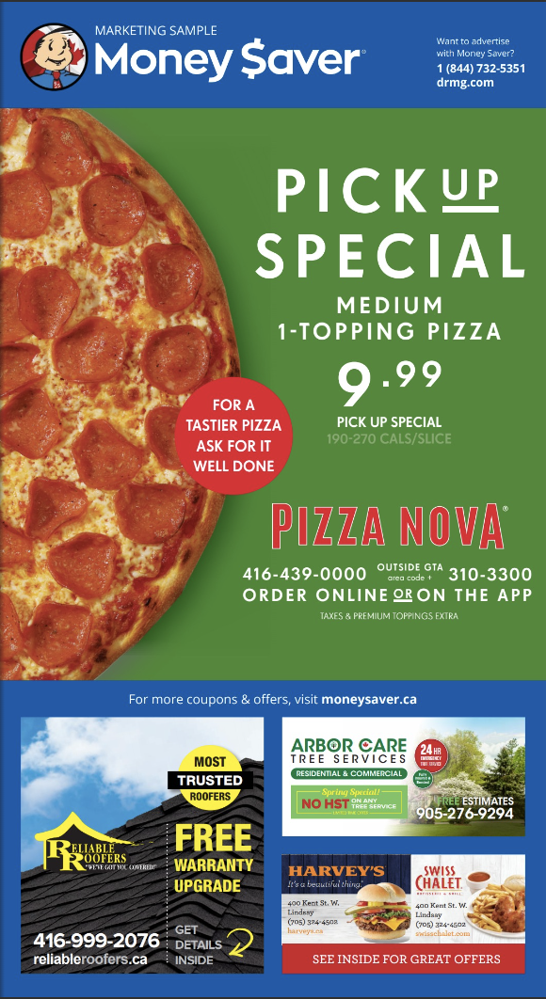 MARKETING SAMPLE
Money $aver®
Want to advertise
with Money Saver?
1 (844) 732-5351
drmg.com
PICK UP
SPECIAL
MEDIUM
1-TOPPING PIZZA
9.99
PICK UP SPECIAL
190-270 CALS/SLICE
FOR A
TASTIER PIZZA
ASK FOR IT
WELL DONE
PIZZA NOVA®
416-439-0000 OUTSIDE GTA area code + 310-3300
ORDER ONLINE OR ON THE APP
TAXES & PREMIUM TOPPINGS EXTRA
For more coupons & offers, visit moneysaver.ca
MOST
TRUSTED
ROOFERS
RELIABLE
ROOFERS
"WE'VE GOT YOU COVERED!"
FREE
WARRANTY
UPGRADE
416-999-2076
reliableroofers.ca
GET
DETAILS
INSIDE
ARBOR CARE
TREE SERVICES
RESIDENTIAL & COMMERCIAL
24 HR
EMERGENCY
TREE SERVICE
Fully
Insured &
Bonded
Spring Special!
NO HST ON ANY
TREE SERVICE
FREE ESTIMATES
905-276-9294
HARVEY'S
It's a beautiful thing.
400 Kent St. W.
Lindsay
(705) 324-4502
harveys.ca
SWISS
CHALET
ROTISSERIE & GRILL
400 Kent St. W.
Lindsay
(705) 324-4502
swisschalet.com
SEE INSIDE FOR GREAT OFFERS